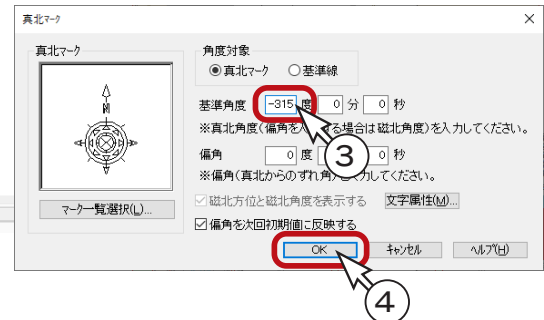 真北マーク
真北マーク
N
マーク一覧選択(L)...
角度対象
真北マーク 基準線
基準角度 -315 度 0 分 0 秒
※真北角度(偏角を入 する場合は磁北角度)を入力してください。
偏角 0 度 0 秒
※偏角(真北からのずれ角) 力してください。
磁北方位と磁北角度を表示する 文字属性(M)...
偏角を次回初期値に反映する
OK キャンセル ヘルプ(H)
3
4